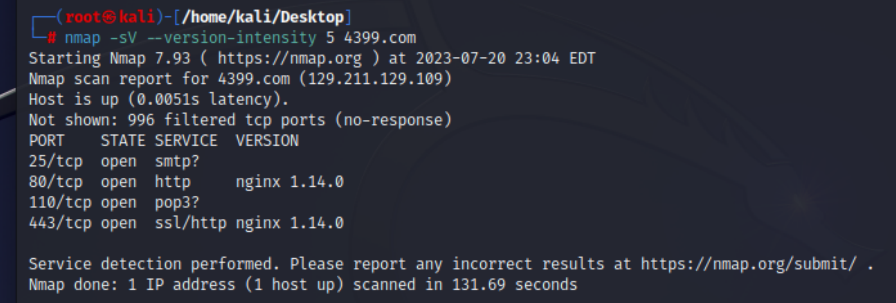 ┌──(root㉿kali)-[/home/kali/Desktop]
└─# nmap -sV --version-intensity 5 4399.com
Starting Nmap 7.93 ( https://nmap.org ) at 2023-07-20 23:04 EDT
Nmap scan report for 4399.com (129.211.129.109)
Host is up (0.0051s latency).
Not shown: 996 filtered tcp ports (no-response)
PORT    STATE SERVICE  VERSION
25/tcp  open  smtp?
80/tcp  open  http     nginx 1.14.0
110/tcp open  pop3?
443/tcp open  ssl/http nginx 1.14.0

Service detection performed. Please report any incorrect results at https://nmap.org/submit/ .
Nmap done: 1 IP address (1 host up) scanned in 131.69 seconds